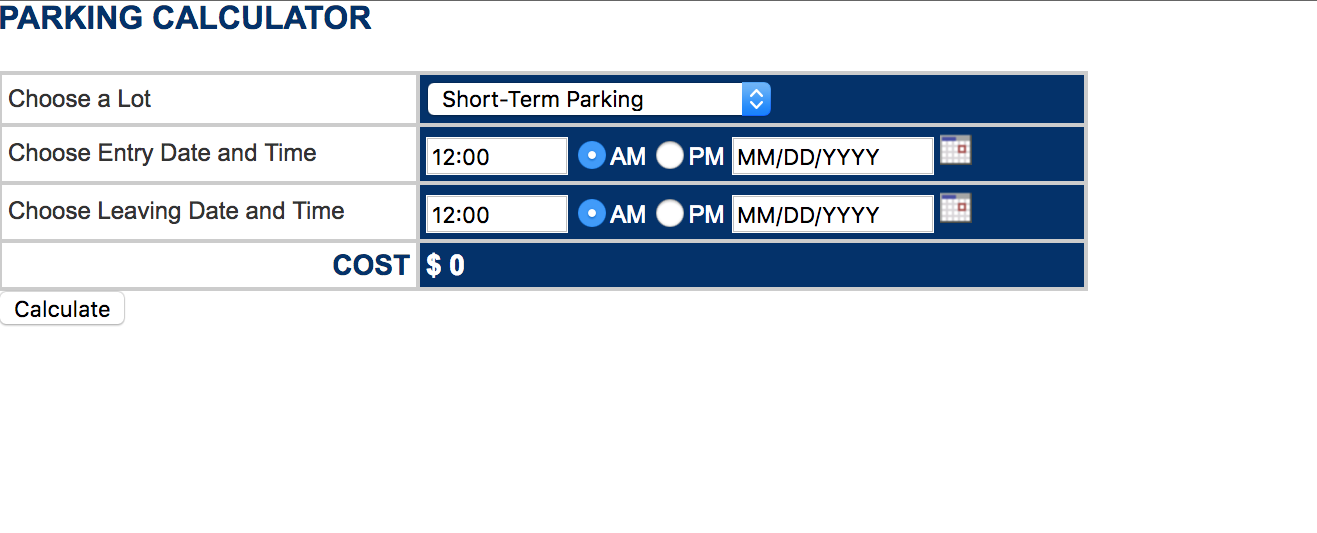 PARKING CALCULATOR
Choose a Lot Short-Term Parking
Choose Entry Date and Time 12:00 AM PM MM/DD/YYYY
Choose Leaving Date and Time 12:00 AM PM MM/DD/YYYY
COST $ 0
Calculate